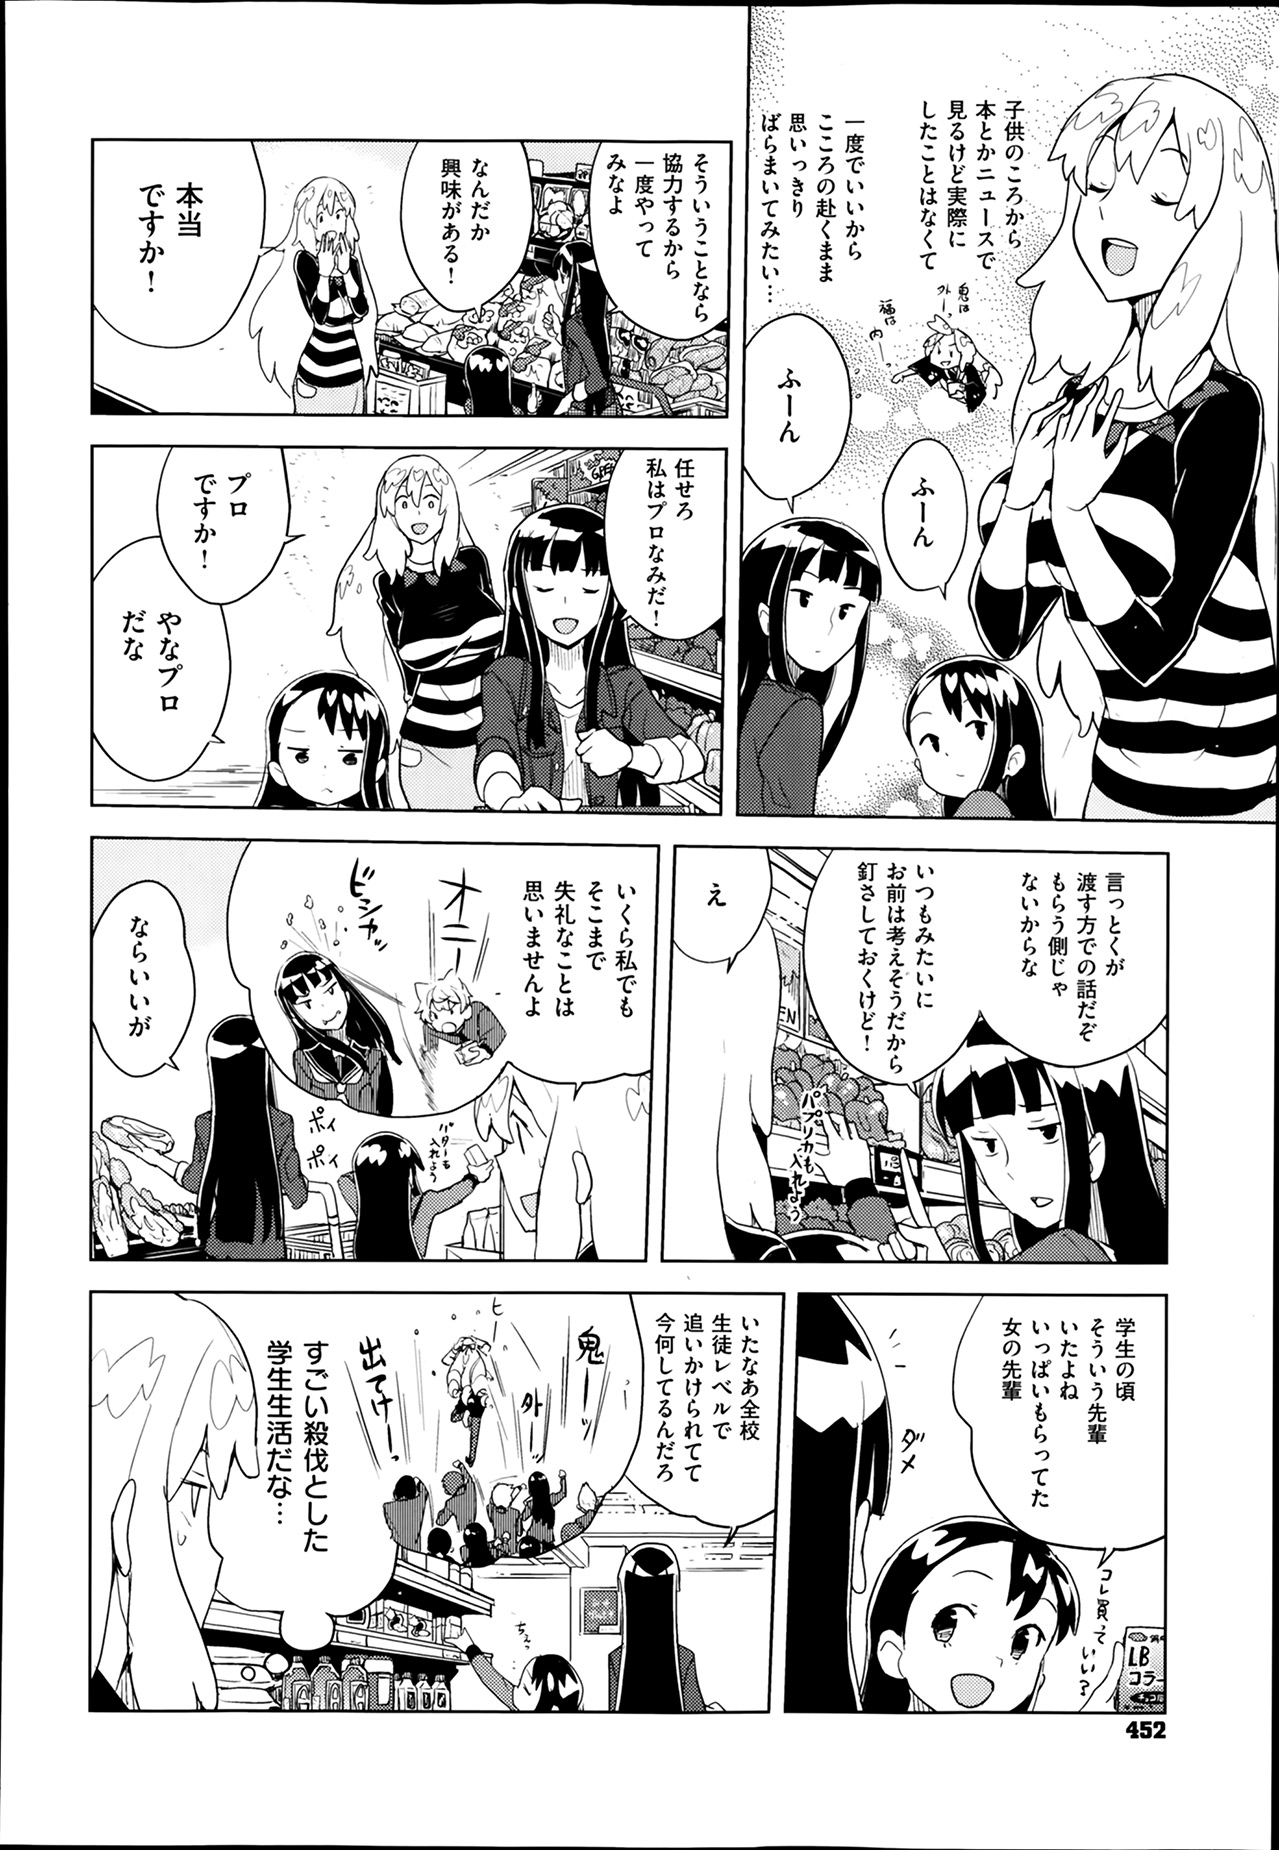 子供のころから
本とかニュースで
見るけど実際に
したことはなくて
鬼は
外ーっ
福は
内ー
一度でいいから
こころの赴くまま
思いっきり
ばらまいてみたい…
ふーん
ふーん
そういうことなら
協力するから
一度やって
みなよ
なんだか
興味がある！
本当
ですか！
任せろ
私はプロなみだ！
プロ
ですか！
やなプロ
だな
言っとくが
渡す方での話だぞ
もらう側じゃ
ないからな
いつもみたいに
お前は考えそうだから
釘さしておくけど！
パプリカも
入れよう
え
いくら私でも
そこまで
失礼なことは
思いませんよ
オニー
ビシャッ
バターも
入れよう
ポイ
ポイ
ならいいが
学生の頃
そういう先輩
いたよね
いっぱいもらってた
女の先輩
ダメ
コレ買って
いい？
LB
コラー
いたなあ全校
生徒レベルで
追いかけられてて
今何してるんだろ
ヒ
鬼ー
外ー
出てけー
ちぇっ
すごい殺伐とした
学生生活だな…
452